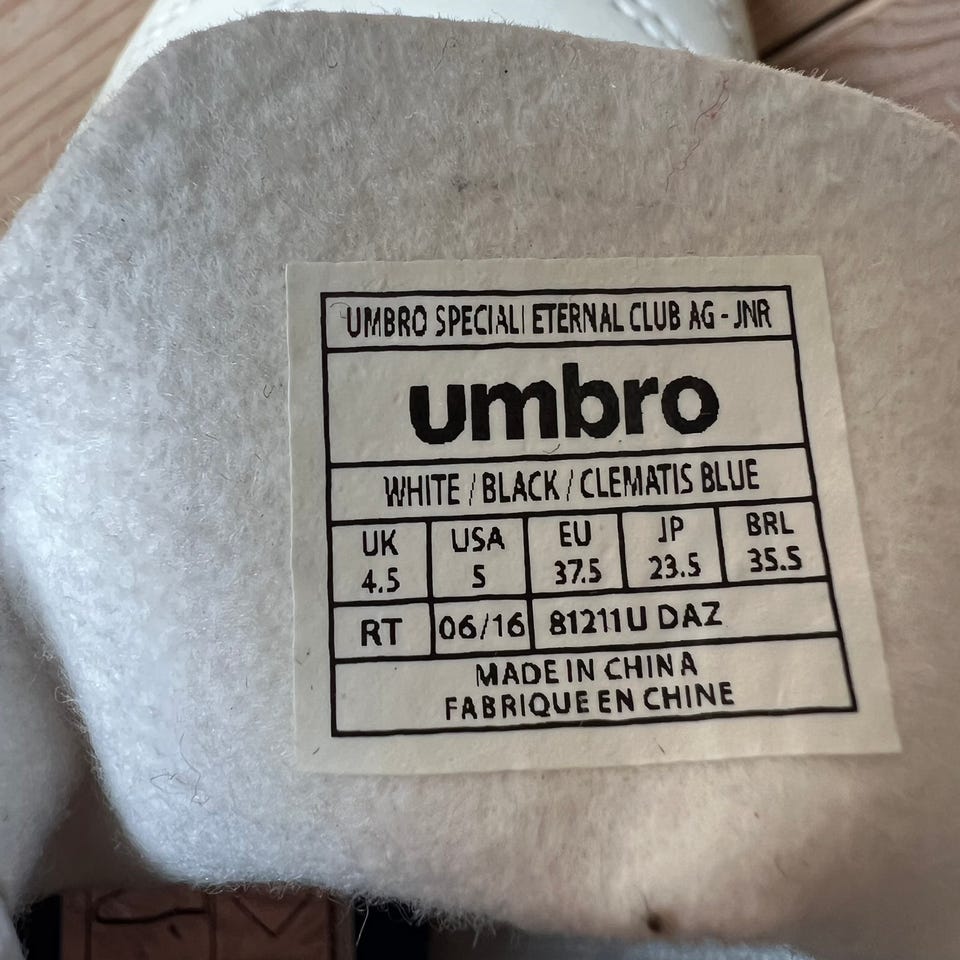 UMBRO SPECIALI ETERNAL CLUB AG - JNR
umbro
WHITE / BLACK / CLEMATIS BLUE
UK USA EU JP BRL
4.5 5 37.5 23.5 35.5
RT 06/16 81211U DAZ
MADE IN CHINA
FABRIQUE EN CHINE